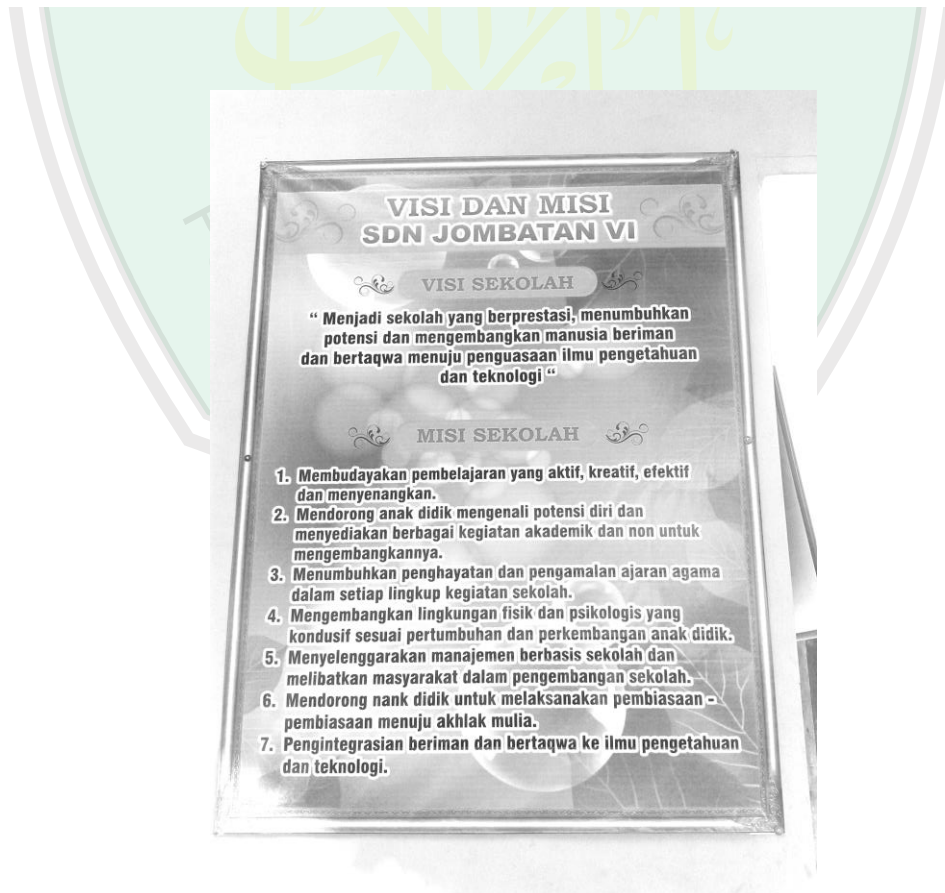 VISI DAN MISI
SDN JOMBATAN VI
VISI SEKOLAH
“ Menjadi sekolah yang berprestasi, menumbuhkan
potensi dan mengembangkan manusia beriman
dan bertaqwa menuju penguasaan ilmu pengetahuan
dan teknologi “
MISI SEKOLAH
1. Membudayakan pembelajaran yang aktif, kreatif, efektif
dan menyenangkan.
2. Mendorong anak didik mengenali potensi diri dan
menyediakan berbagai kegiatan akademik dan non untuk
mengembangkannya.
3. Menumbuhkan penghayatan dan pengamalan ajaran agama
dalam setiap lingkup kegiatan sekolah.
4. Mengembangkan lingkungan fisik dan psikologis yang
kondusif sesuai pertumbuhan dan perkembangan anak didik.
5. Menyelenggarakan manajemen berbasis sekolah dan
melibatkan masyarakat dalam pengembangan sekolah.
6. Mendorong nank didik untuk melaksanakan pembiasaan -
pembiasaan menuju akhlak mulia.
7. Pengintegrasian beriman dan bertaqwa ke ilmu pengetahuan
dan teknologi.